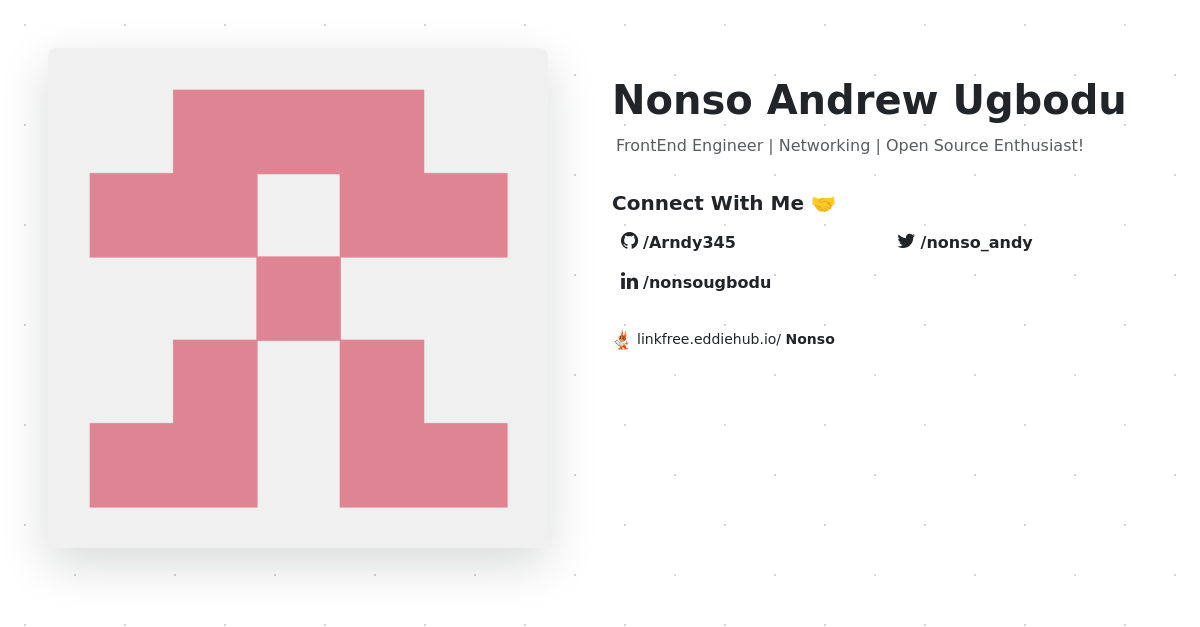 Nonso Andrew Ugbodu
FrontEnd Engineer | Networking | Open Source Enthusiast!
Connect With Me 🤝
/Arndy345
/nonso_andy
/nonsougbodu
linkfree.eddiehub.io/ Nonso